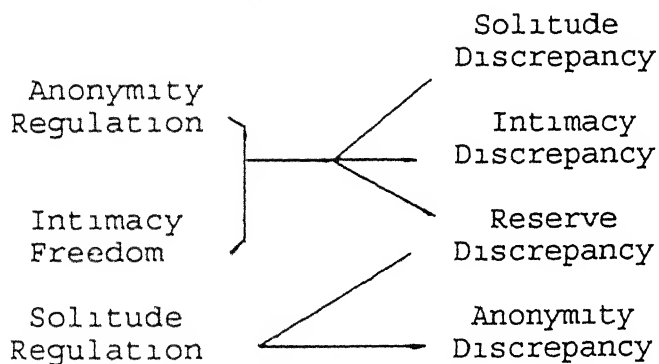 Anonymity
Regulation
Intimacy
Freedom
Solitude
Regulation
Solitude
Discrepancy
Intimacy
Discrepancy
Reserve
Discrepancy
Anonymity
Discrepancy